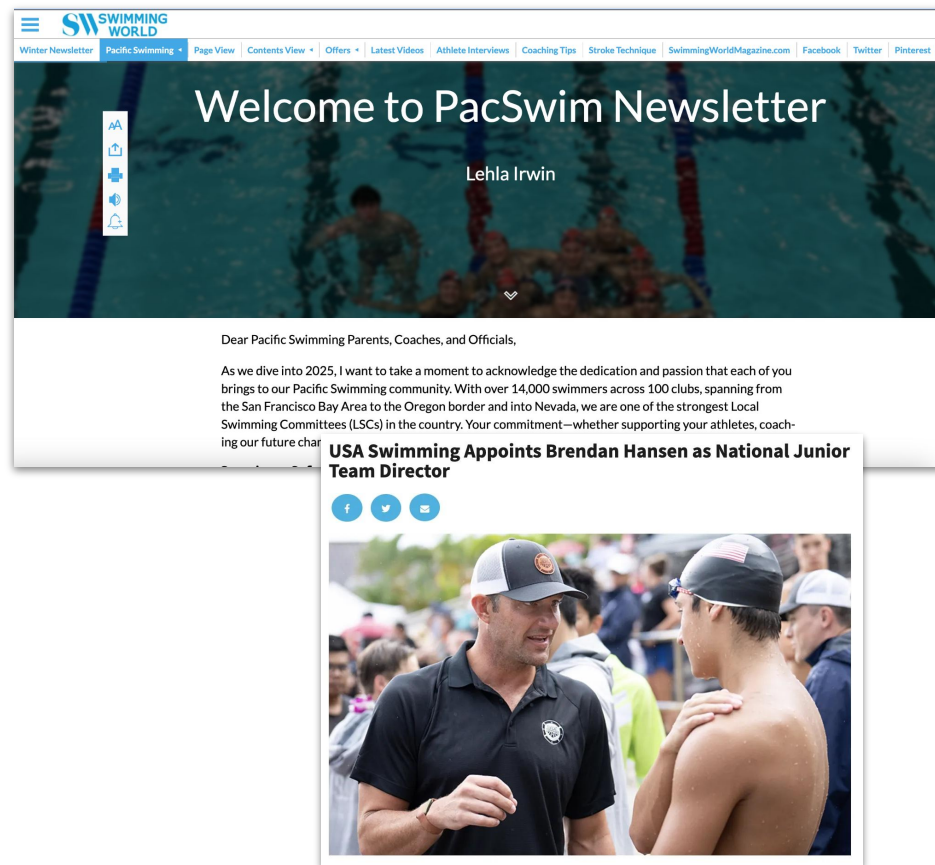 SW SWIMMING
WORLD
Winter Newsletter Pacific Swimming Page View Contents View Offers Latest Videos Athlete Interviews Coaching Tips Stroke Technique SwimmingWorldMagazine.com Facebook Twitter Pinterest
Welcome to PacSwim Newsletter
AA
Lehla Irwin
Dear Pacific Swimming Parents, Coaches, and Officials,
As we dive into 2025, I want to take a moment to acknowledge the dedication and passion that each of you
brings to our Pacific Swimming community. With over 14,000 swimmers across 100 clubs, spanning from
the San Francisco Bay Area to the Oregon border and into Nevada, we are one of the strongest Local
Swimming Committees (LSCs) in the country. Your commitment—whether supporting your athletes, coach-
ing our future
USA Swimming Appoints Brendan Hansen as National Junior
Team Director